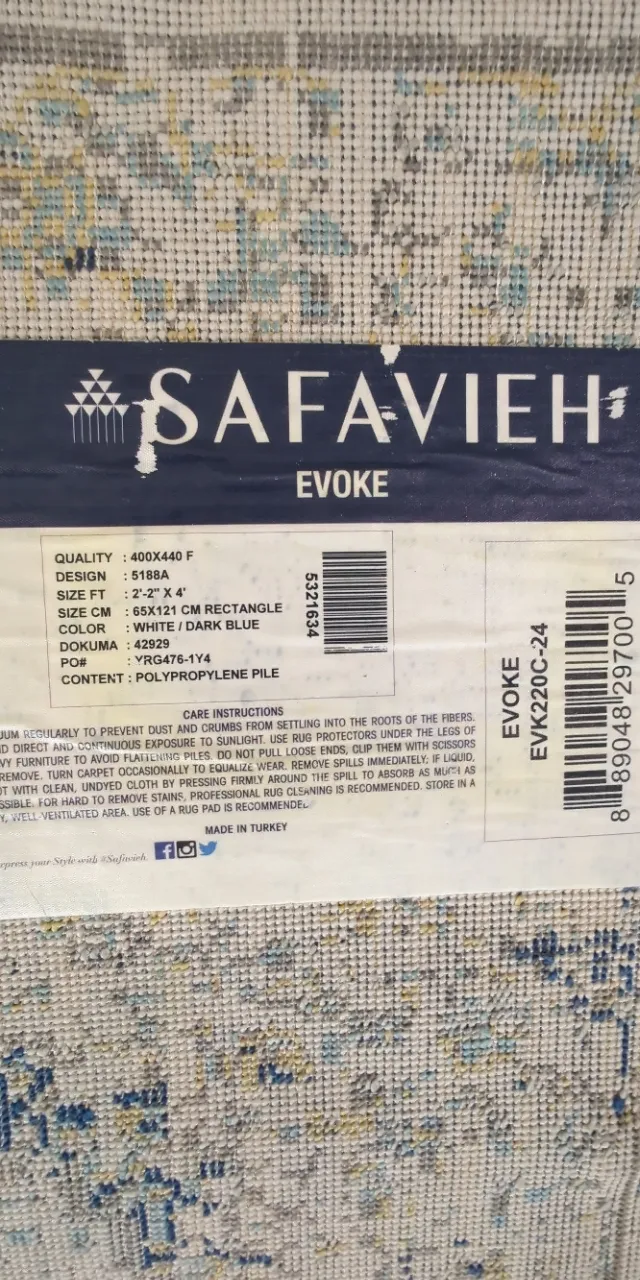 SAFAVIEH
EVOKE
QUALITY : 400X440 F
DESIGN : 5188A
SIZE FT : 2'-2" X 4'
SIZE CM : 65X121 CM RECTANGLE
COLOR : WHITE / DARK BLUE
DOKUMA : 42929
PO# : YRG476-1Y4
CONTENT : POLYPROPYLENE PILE
5321634
EVOKE
EVK220C-24
8 89048 29700 5
CARE INSTRUCTIONS
REGULARLY TO PREVENT DUST AND CRUMBS FROM SETTLING INTO THE ROOTS OF THE FIBERS.
DIRECT AND CONTINUOUS EXPOSURE TO SUNLIGHT. USE RUG PROTECTORS UNDER THE LEGS OF
FURNITURE TO AVOID FLATTENING PILES. DO NOT PULL LOOSE ENDS, CLIP THEM WITH SCISSORS
REMOVE. TURN CARPET OCCASIONALLY TO EQUALIZE WEAR. REMOVE SPILLS IMMEDIATELY; IF LIQUID,
WITH CLEAN, UNDYED CLOTH BY PRESSING FIRMLY AROUND THE SPILL TO ABSORB AS MUCH AS
FOR HARD TO REMOVE STAINS, PROFESSIONAL RUG CLEANING IS RECOMMENDED. STORE IN A
WELL-VENTILATED AREA. USE OF A RUG PAD IS RECOMMENDED.
MADE IN TURKEY
your Style with @Safavieh.